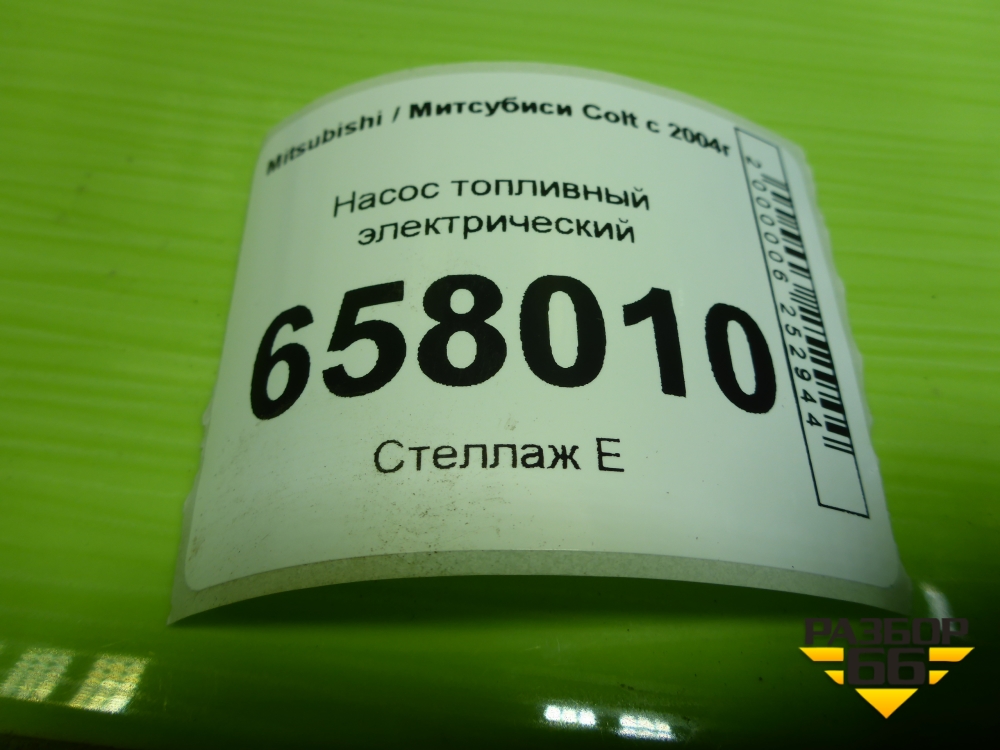 Mitsubishi / Митсубиси Colt с 2004г
Насос топливный
электрический
658010
Стеллаж Е
2000006252944
РАЗБОР
66